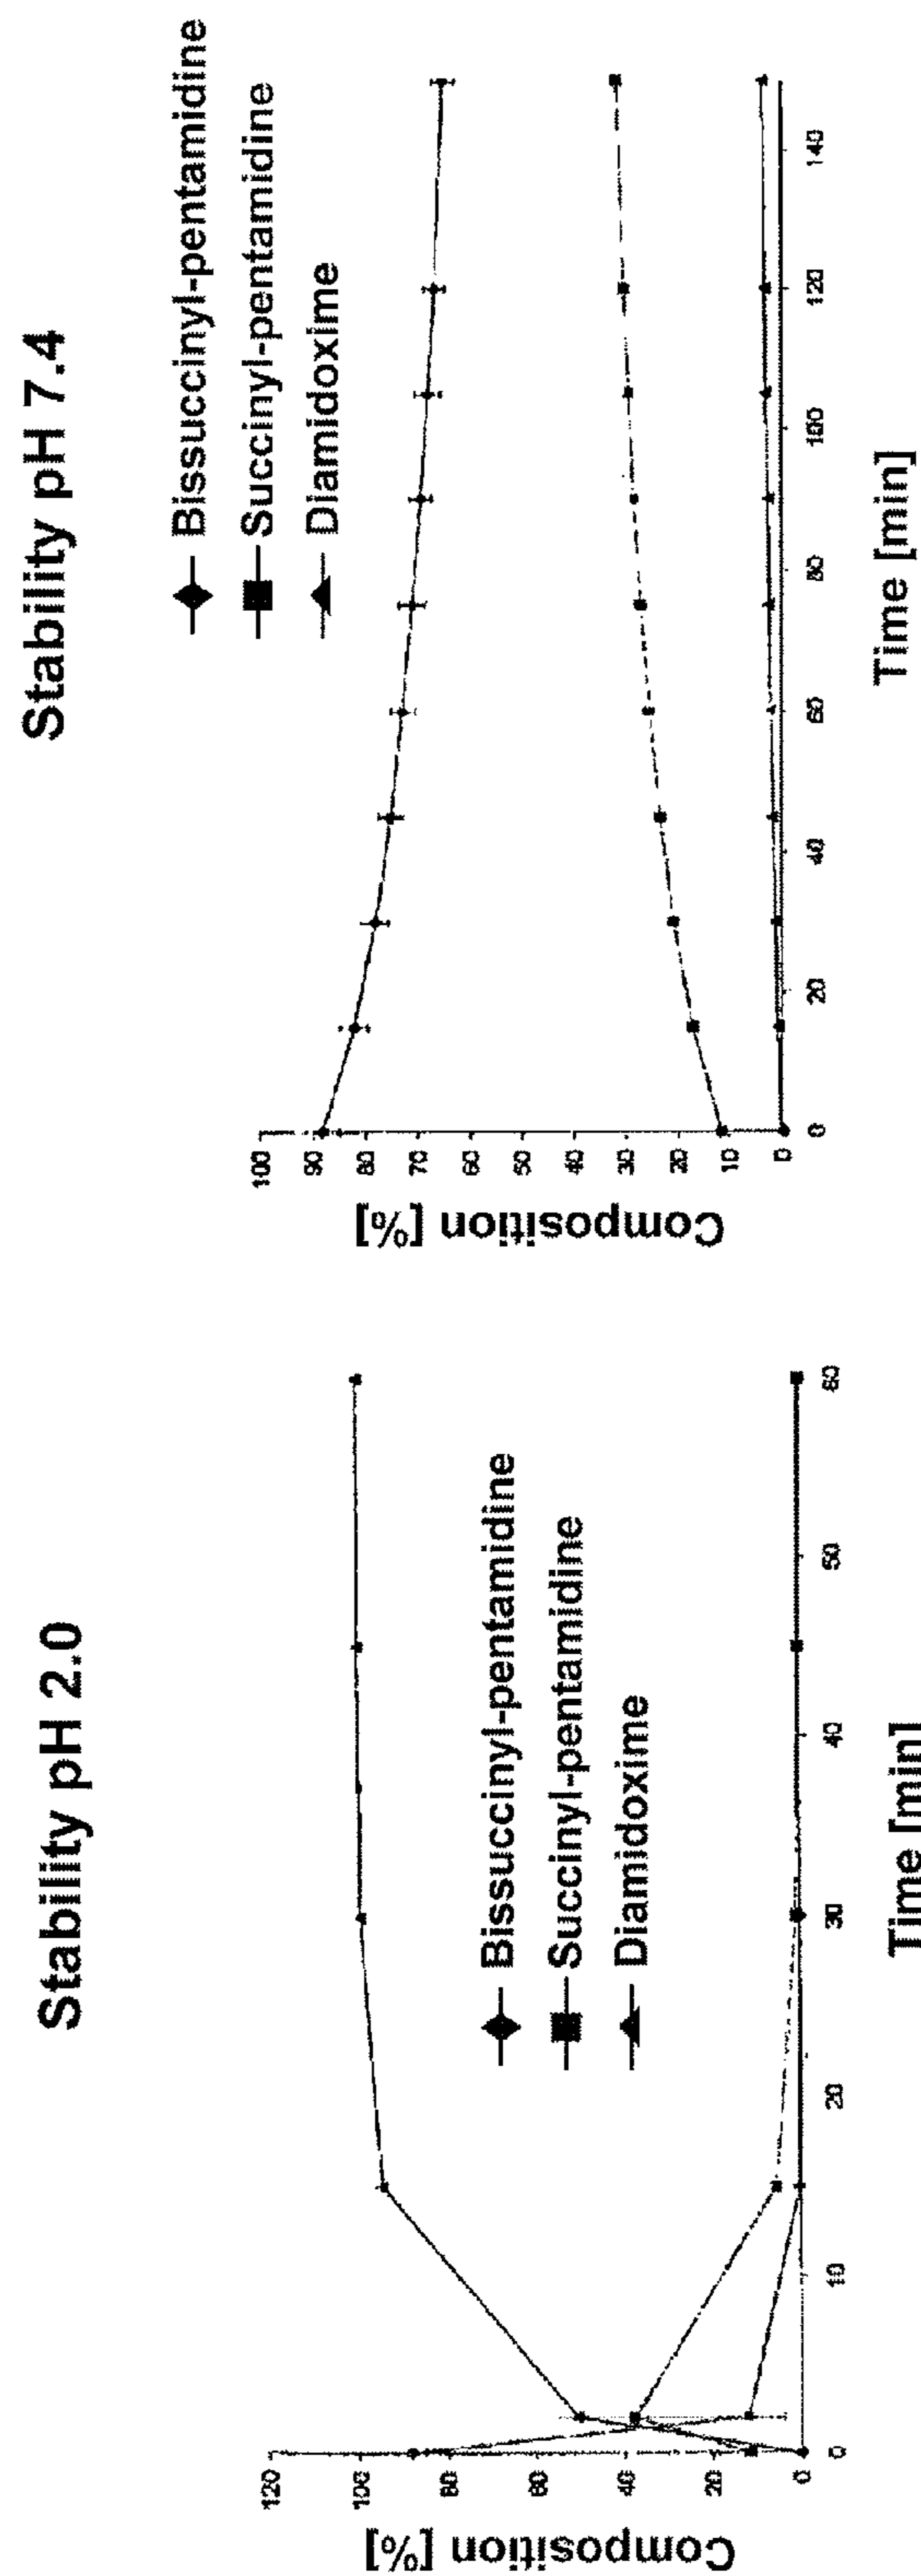 Stability pH 2.0
Composition [%]
120
100
80
60
40
20
0
Bissuccinyl-pentamidine
Succinyl-pentamidine
Diamidoxime
0
10
20
30
40
50
60
Time [min]
Stability pH 7.4
Composition [%]
100
90
80
70
60
50
40
30
20
10
0
Bissuccinyl-pentamidine
Succinyl-pentamidine
Diamidoxime
0
20
40
60
80
100
120
140
Time [min]